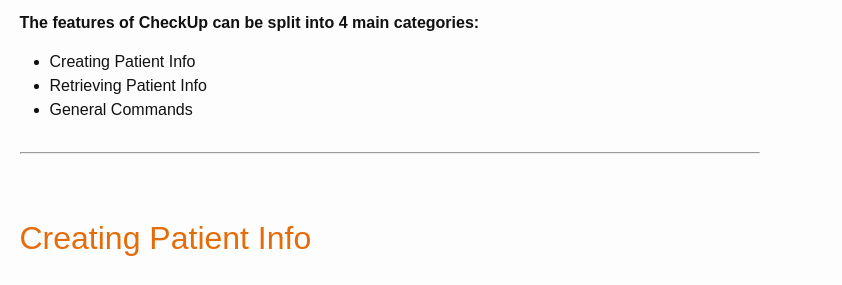 The features of CheckUp can be split into 4 main categories:
Creating Patient Info
Retrieving Patient Info
General Commands
Creating Patient Info